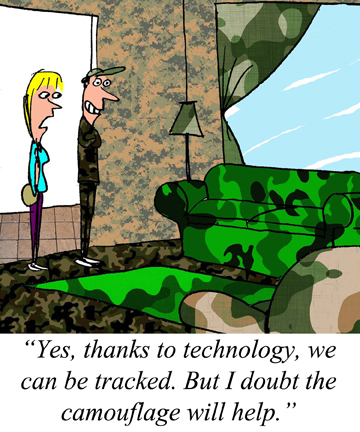 “Yes, thanks to technology, we
can be tracked. But I doubt the
camouflage will help.”